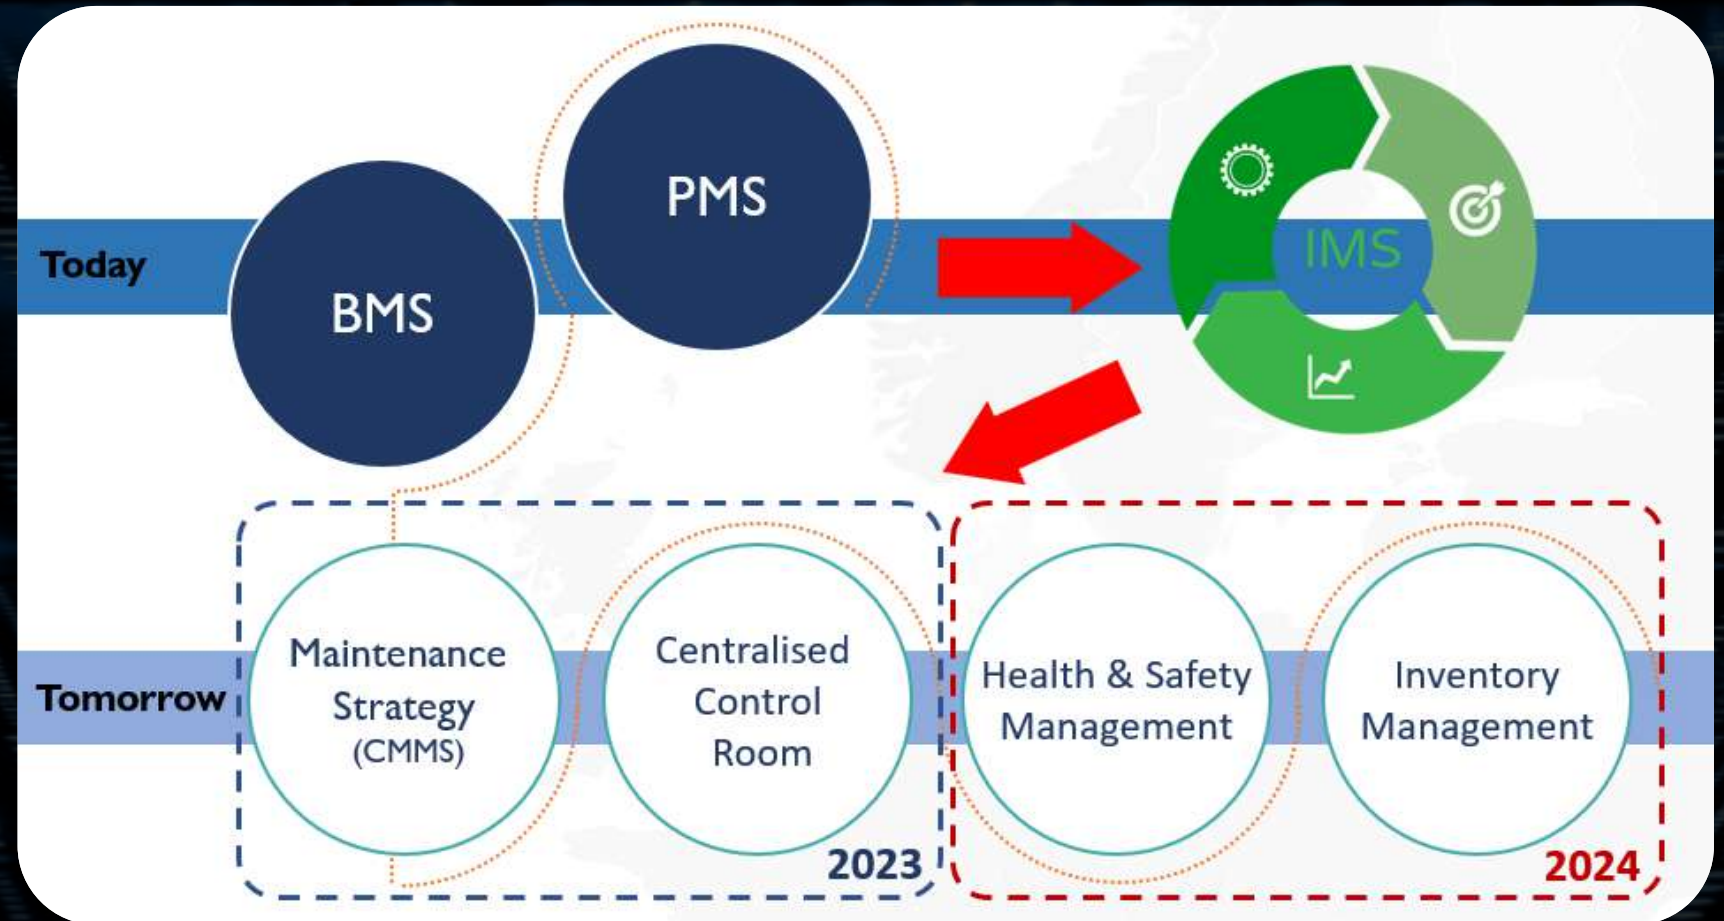 Today
BMS
PMS
IMS
Tomorrow
Maintenance
Strategy
(CMMS)
Centralised
Control
Room
2023
Health & Safety
Management
Inventory
Management
2024